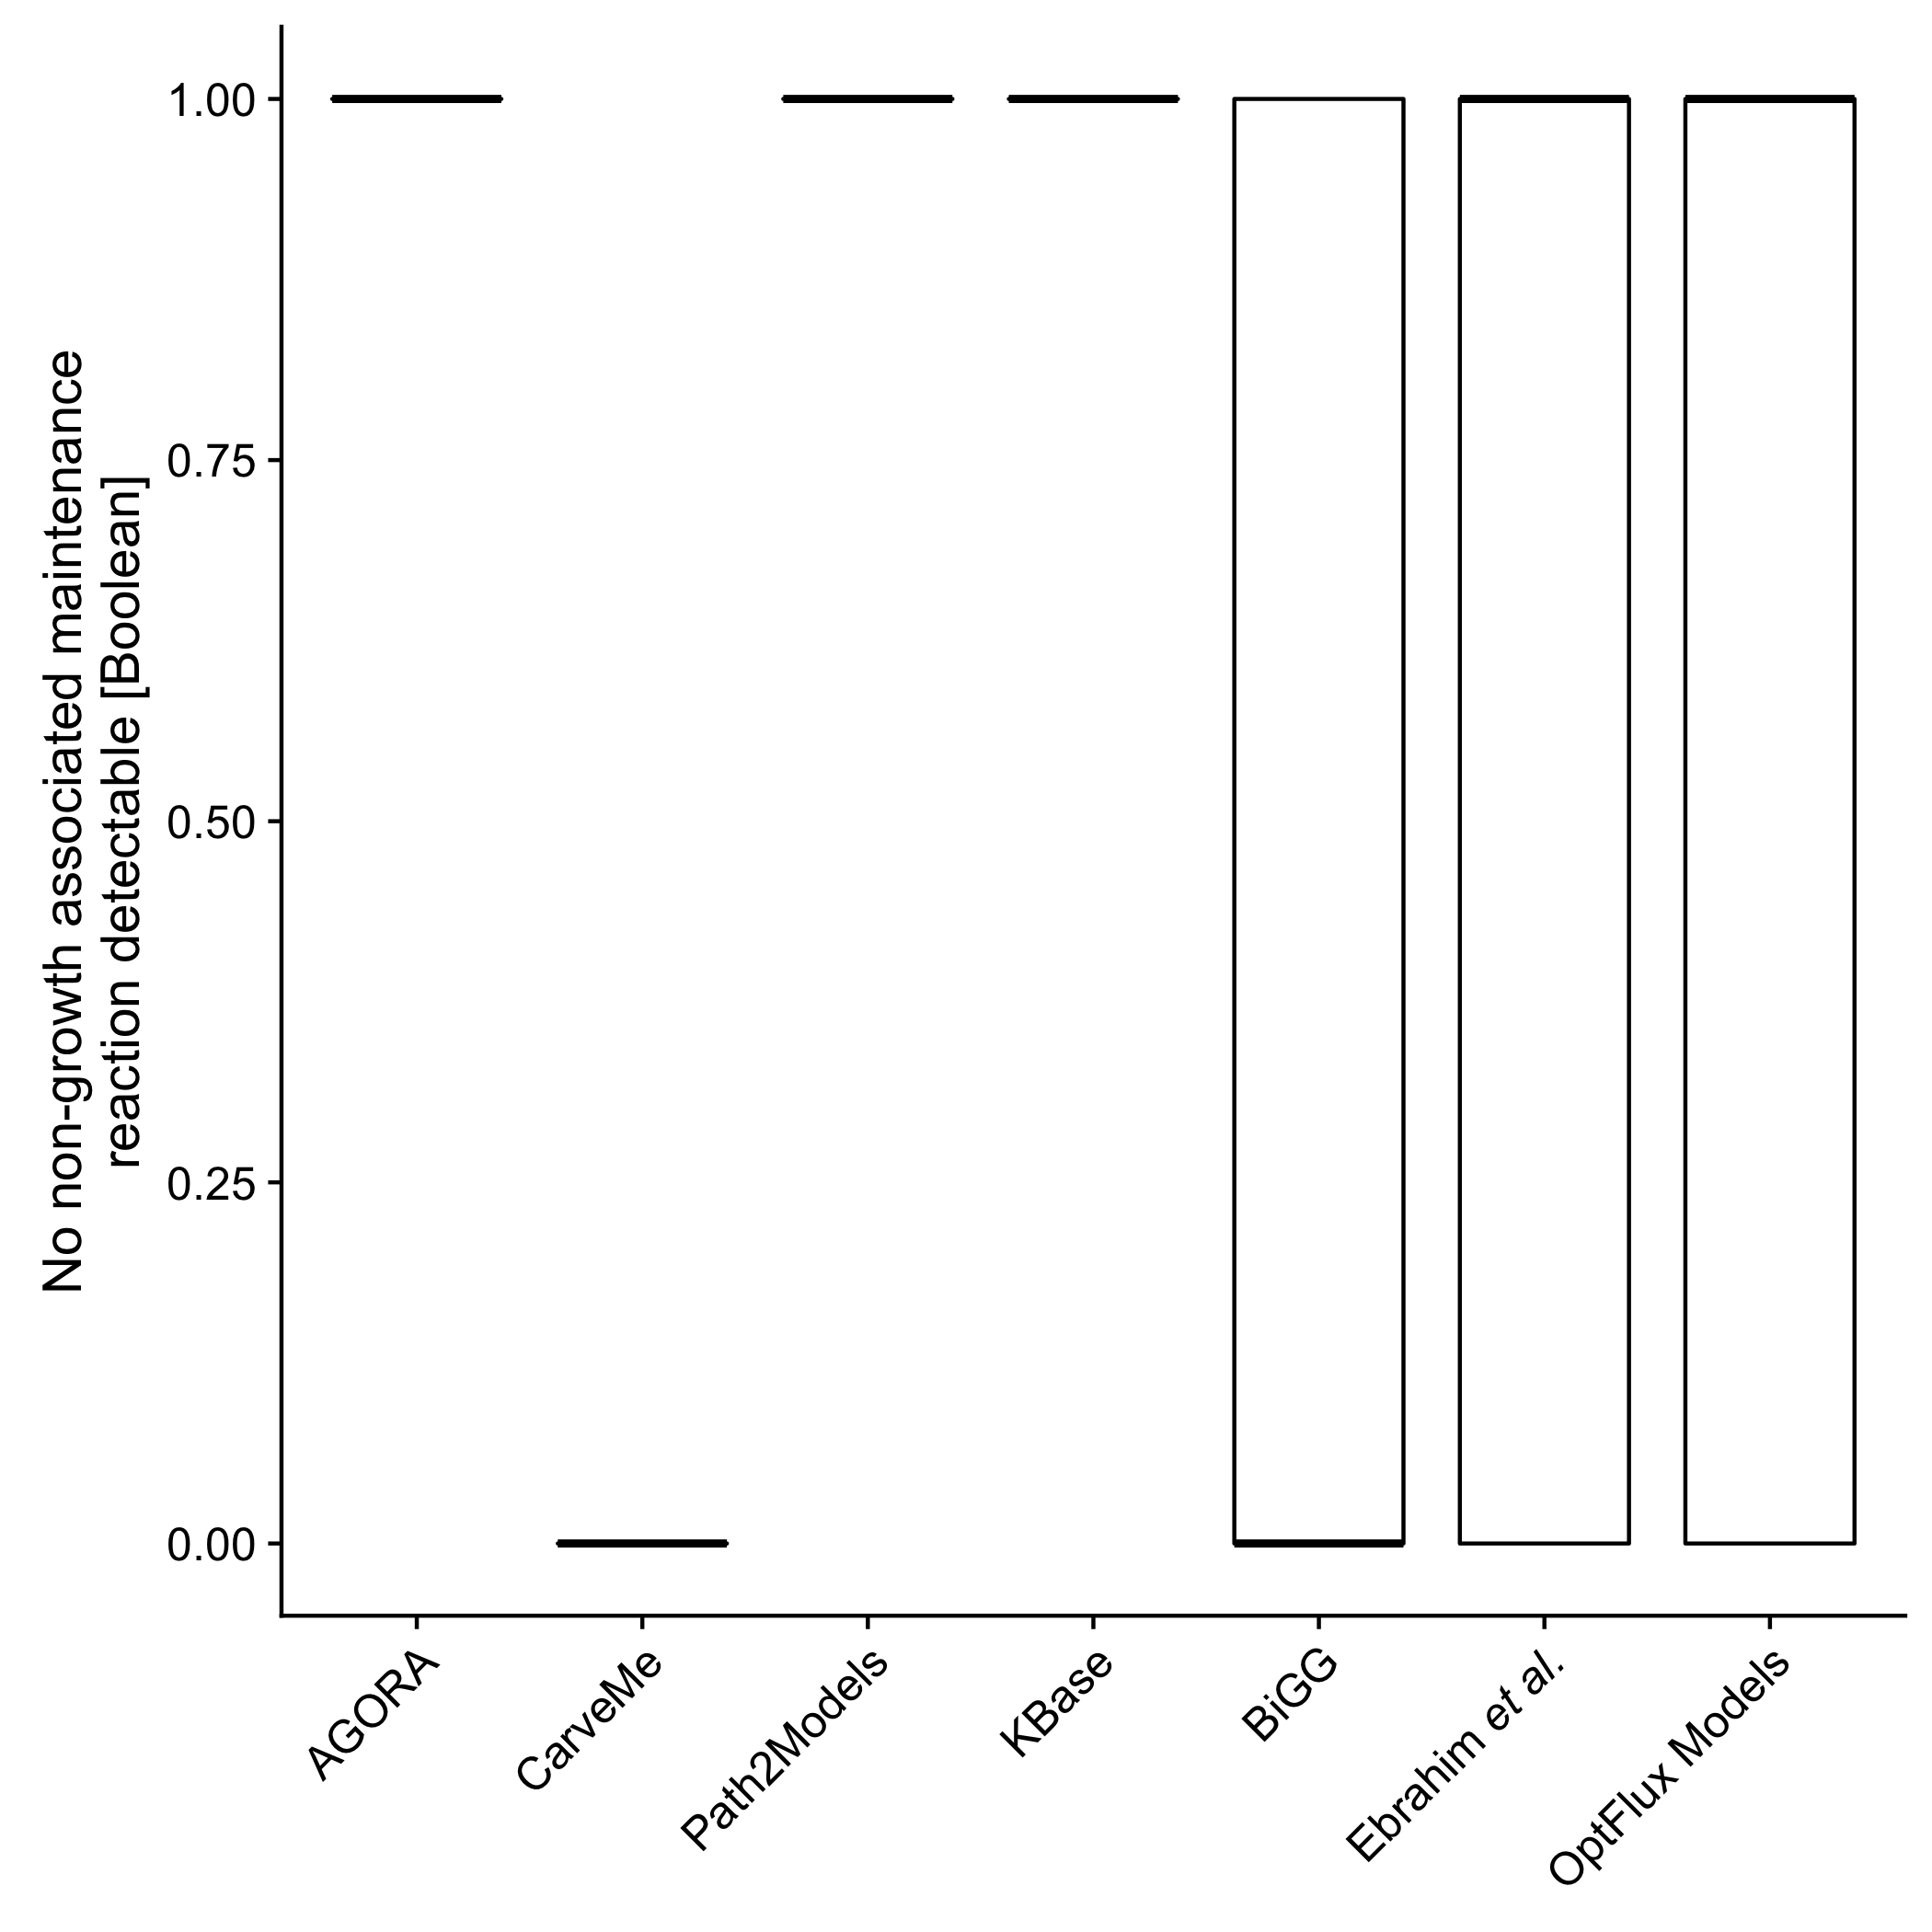 No non-growth associated maintenance
reaction detectable [Boolean]
1.00
0.75
0.50
0.25
0.00
AGORA
CarveMe
Path2Models
KBase
BiGG
Ebrahim et al.
OptFlux Models